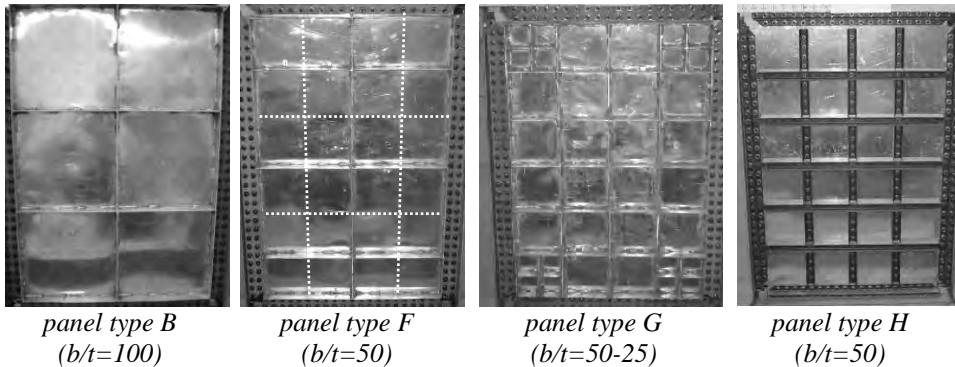 panel type B
(b/t=100)
panel type F
(b/t=50)
panel type G
(b/t=50-25)
panel type H
(b/t=50)